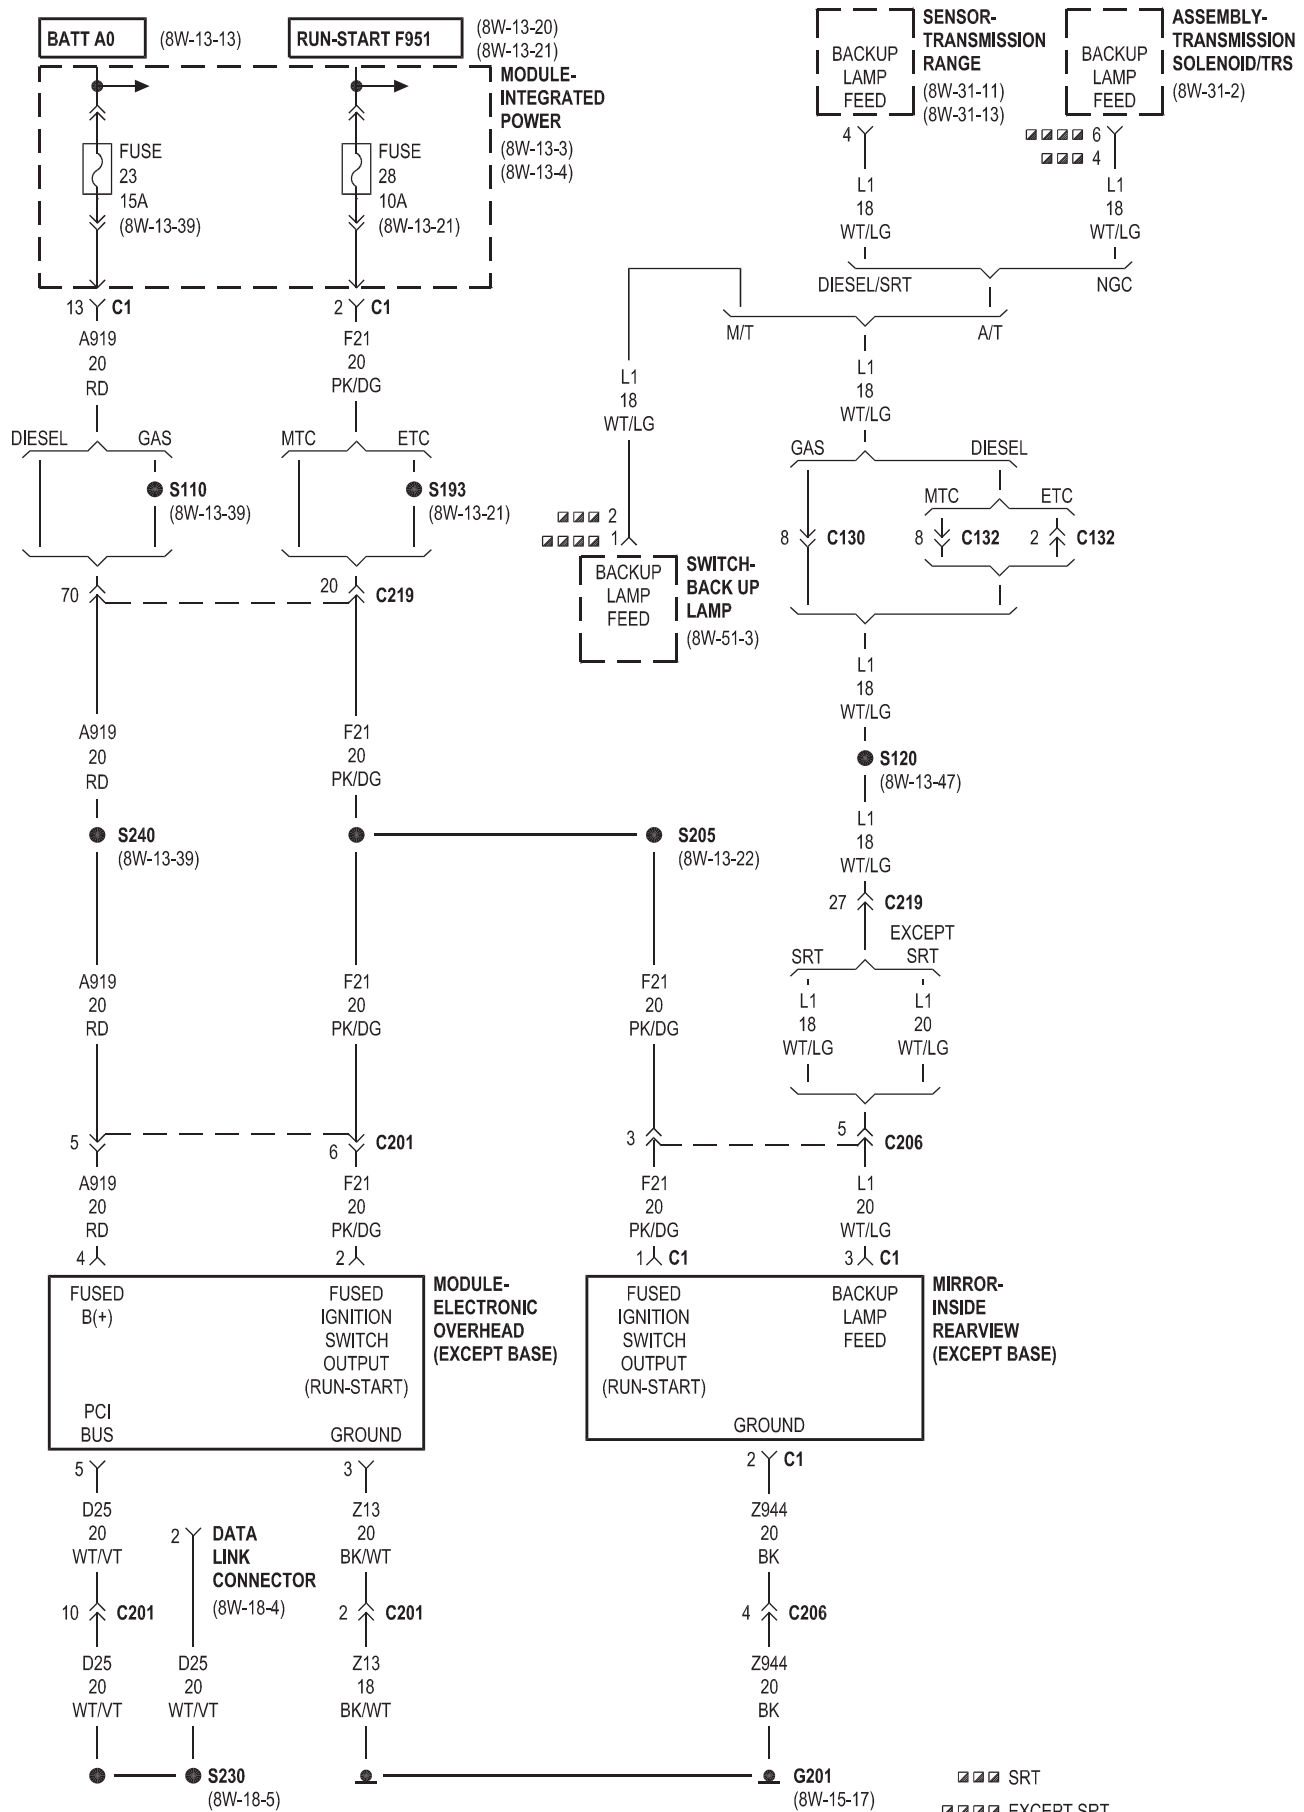 BATT A0
(8W-13-13)
RUN-START F951
(8W-13-20)
(8W-13-21)
MODULE-
INTEGRATED
POWER
(8W-13-3)
(8W-13-4)
FUSE
23
15A
(8W-13-39)
FUSE
28
10A
(8W-13-21)
13 C1
2 C1
A919
20
RD
F21
20
PK/DG
DIESEL GAS
MTC ETC
S110
(8W-13-39)
S193
(8W-13-21)
70
20 C219
A919
20
RD
F21
20
PK/DG
S240
(8W-13-39)
S205
(8W-13-22)
A919
20
RD
F21
20
PK/DG
F21
20
PK/DG
5
6 C201
A919
20
RD
F21
20
PK/DG
4
2
FUSED
B(+)
FUSED
IGNITION
SWITCH
OUTPUT
(RUN-START)
PCI
BUS
GROUND
MODULE-
ELECTRONIC
OVERHEAD
(EXCEPT BASE)
5
3
D25
20
WT/VT
Z13
20
BK/WT
2 DATA
LINK
CONNECTOR
(8W-18-4)
10 C201
2 C201
D25
20
WT/VT
D25
20
WT/VT
Z13
18
BK/WT
S230
(8W-18-5)
BACKUP
LAMP
FEED
SENSOR-
TRANSMISSION
RANGE
(8W-31-11)
(8W-31-13)
BACKUP
LAMP
FEED
ASSEMBLY-
TRANSMISSION
SOLENOID/TRS
(8W-31-2)
4
6
4
L1
18
WT/LG
L1
18
WT/LG
DIESEL/SRT
NGC
M/T
A/T
L1
18
WT/LG
L1
18
WT/LG
2
1
BACKUP
LAMP
FEED
SWITCH-
BACK UP
LAMP
(8W-51-3)
GAS
DIESEL
MTC
ETC
8 C130
8 C132
2 C132
L1
18
WT/LG
S120
(8W-13-47)
L1
18
WT/LG
27 C219
SRT
EXCEPT
SRT
L1
18
WT/LG
L1
20
WT/LG
3
5 C206
F21
20
PK/DG
L1
20
WT/LG
1 C1
3 C1
FUSED
IGNITION
SWITCH
OUTPUT
(RUN-START)
BACKUP
LAMP
FEED
GROUND
MIRROR-
INSIDE
REARVIEW
(EXCEPT BASE)
2 C1
Z944
20
BK
4 C206
Z944
20
BK
G201
(8W-15-17)
SRT
EXCEPT SRT